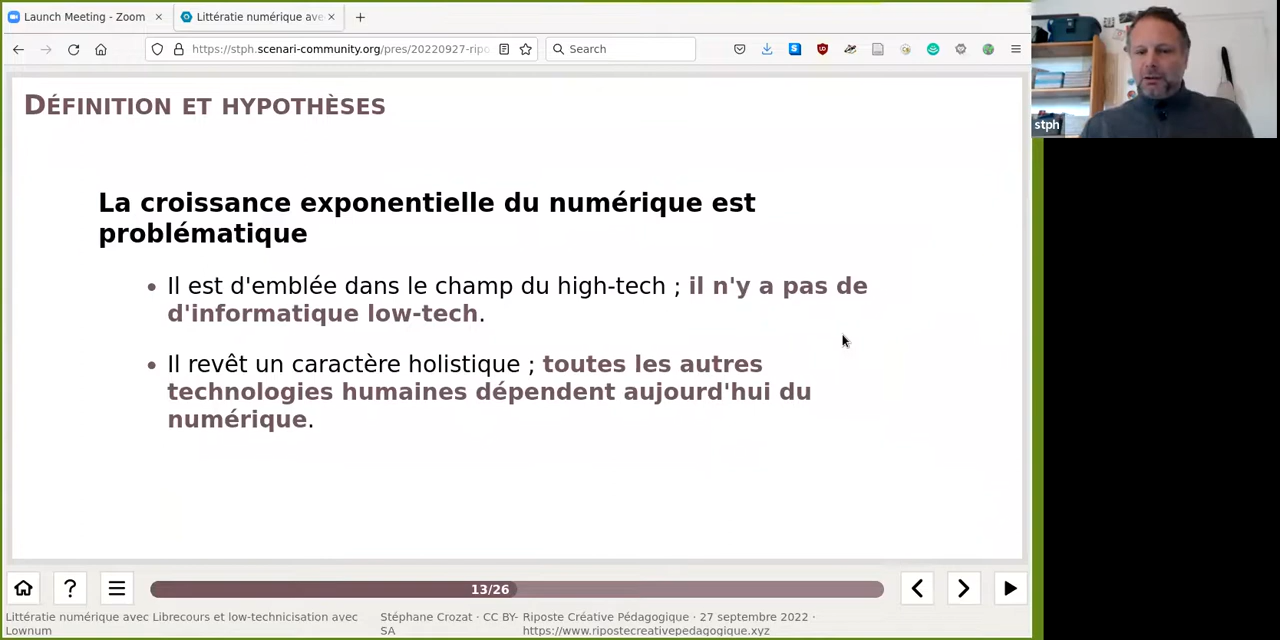 Launch Meeting - Zoom
Littératie numérique ave
https://stph.scenari-community.org/pres/20220927-ripo
Search
stph
DÉFINITION ET HYPOTHÈSES
La croissance exponentielle du numérique est
problématique
Il est d'emblée dans le champ du high-tech ; il n'y a pas de
d'informatique low-tech.
Il revêt un caractère holistique ; toutes les autres
technologies humaines dépendent aujourd'hui du
numérique.
?
13/26
Littératie numérique avec Librecours et low-technicisation avec
Lownum
Stéphane Crozat · CC BY-
SA
Riposte Créative Pédagogique · 27 septembre 2022 ·
https://www.ripostecreativepedagogique.xyz